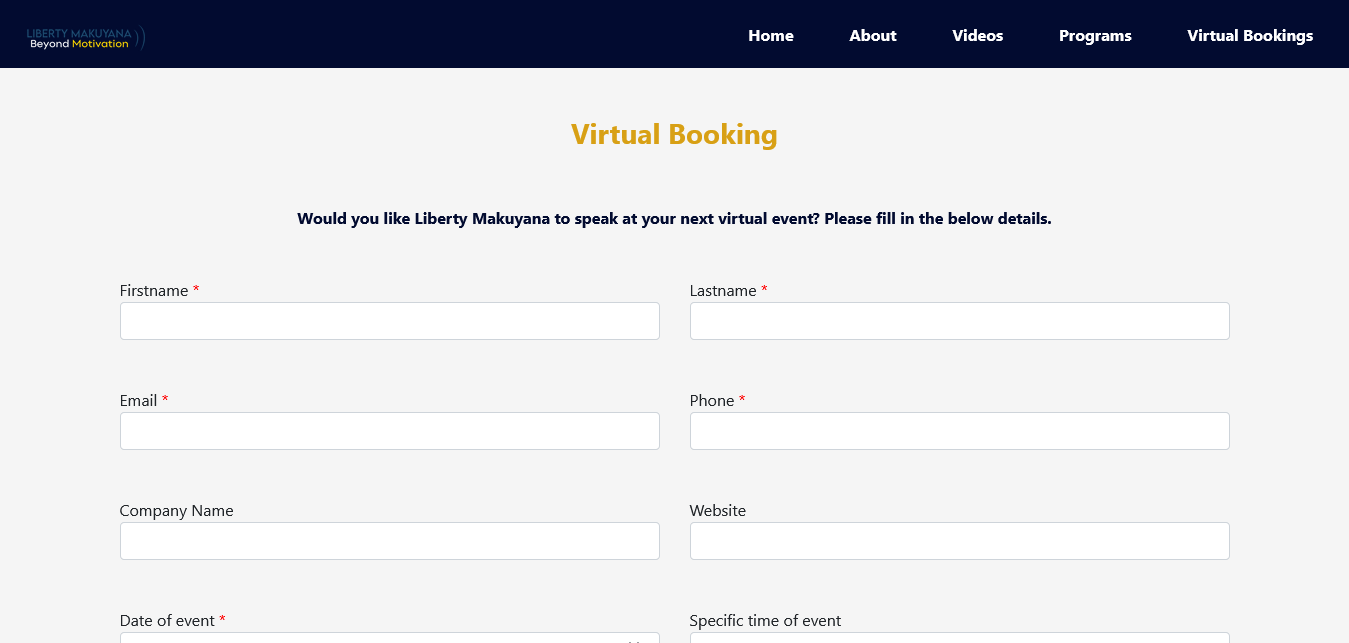 LIBERTY MAKUYANA
Beyond Motivation
Home About Videos Programs Virtual Bookings
Virtual Booking
Would you like Liberty Makuyana to speak at your next virtual event? Please fill in the below details.
Firstname * Lastname *
Email * Phone *
Company Name Website
Date of event * Specific time of event